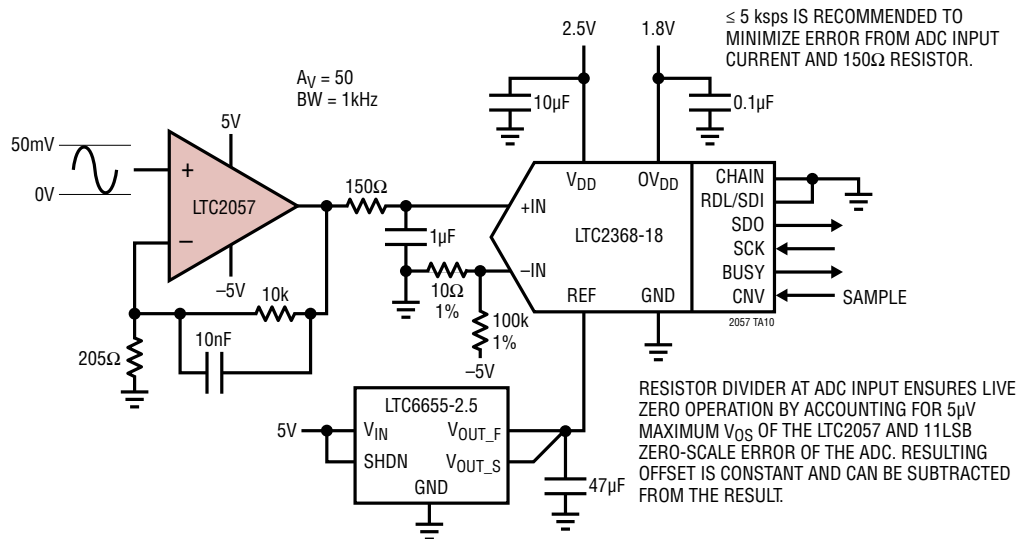 ≤ 5 ksps IS RECOMMENDED TO
MINIMIZE ERROR FROM ADC INPUT
CURRENT AND 150Ω RESISTOR.
2.5V
1.8V
AV = 50
BW = 1kHz
10µF
0.1µF
50mV
0V
5V
+
LTC2057
–
–5V
150Ω
1µF
10Ω
1%
100k
1%
–5V
10k
10nF
205Ω
VDD
OVDD
+IN
LTC2368-18
–IN
REF
GND
CHAIN
RDL/SDI
SDO
SCK
BUSY
CNV
SAMPLE
2057 TA10
5V
LTC6655-2.5
VIN
VOUT_F
SHDN
VOUT_S
GND
47µF
RESISTOR DIVIDER AT ADC INPUT ENSURES LIVE
ZERO OPERATION BY ACCOUNTING FOR 5µV
MAXIMUM VOS OF THE LTC2057 AND 11LSB
ZERO-SCALE ERROR OF THE ADC. RESULTING
OFFSET IS CONSTANT AND CAN BE SUBTRACTED
FROM THE RESULT.